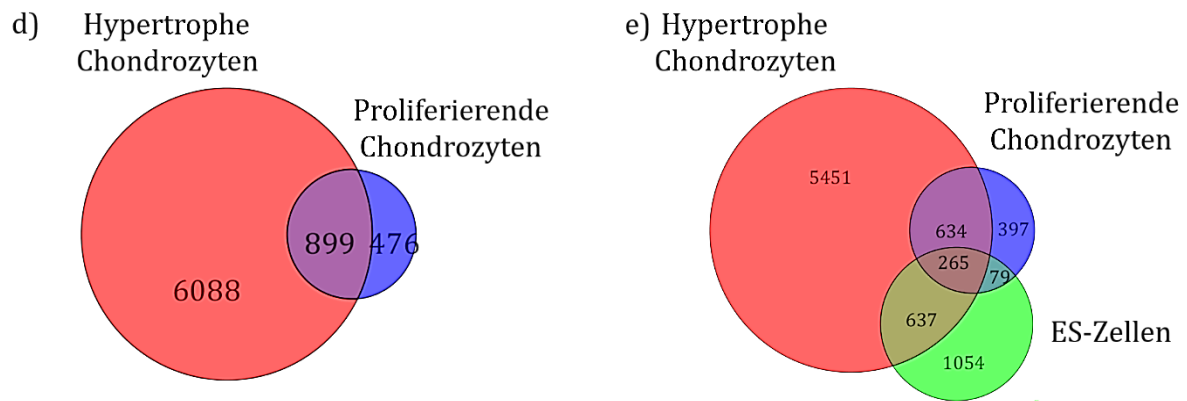 d) Hypertrophe
Chondrozyten
Proliferierende
Chondrozyten
899
476
6088
e) Hypertrophe
Chondrozyten
Proliferierende
Chondrozyten
5451
634
397
265
79
637
ES-Zellen
1054